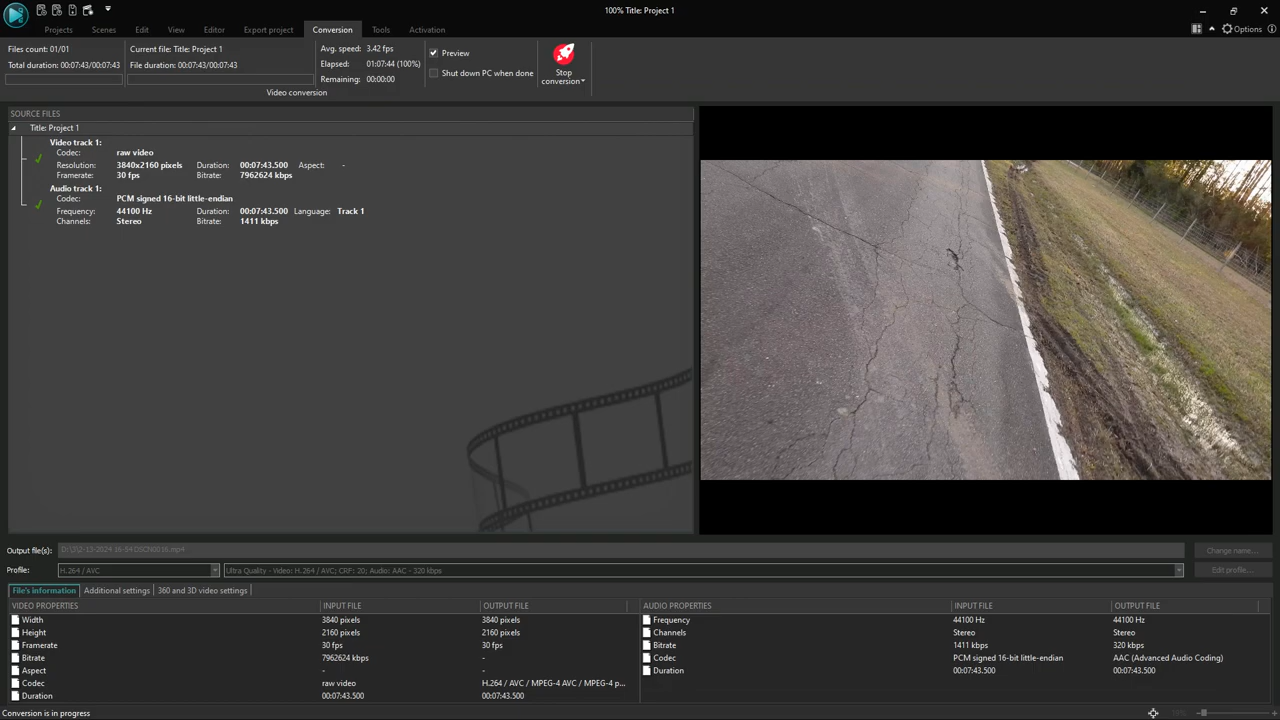 100% Title: Project 1
Projects Scenes Edit View Editor Export project Conversion Tools Activation
Options
Files count: 01/01
Total duration: 00:07:43/00:07:43
Current file: Title: Project 1
File duration: 00:07:43/00:07:43
Avg. speed: 3.42 fps
Elapsed: 01:07:44 (100%)
Remaining: 00:00:00
Preview
Shut down PC when done
Stop
conversion
Video conversion
SOURCE FILES
Title: Project 1
Video track 1:
Codec: raw video
Resolution: 3840x2160 pixels Duration: 00:07:43.500 Aspect: -
Framerate: 30 fps Bitrate: 7962624 kbps
Audio track 1:
Codec: PCM signed 16-bit little-endian
Frequency: 44100 Hz Duration: 00:07:43.500 Language: Track 1
Channels: Stereo Bitrate: 1411 kbps
Output file(s):
Change name...
Profile: H.264 / AVC Ultra Quality - Video: H.264 / AVC; CRF: 20; Audio: AAC - 320 kbps
Edit profile...
File's information Additional settings 360 and 3D video settings
VIDEO PROPERTIES INPUT FILE OUTPUT FILE
Width 3840 pixels 3840 pixels
Height 2160 pixels 2160 pixels
Framerate 30 fps 30 fps
Bitrate 7962624 kbps -
Aspect - -
Codec raw video H.264 / AVC / MPEG-4 AVC / MPEG-4 p...
Duration 00:07:43.500 00:07:43.500
AUDIO PROPERTIES INPUT FILE OUTPUT FILE
Frequency 44100 Hz 44100 Hz
Channels Stereo Stereo
Bitrate 1411 kbps 320 kbps
Codec PCM signed 16-bit little-endian AAC (Advanced Audio Coding)
Duration 00:07:43.500 00:07:43.500
Conversion is in progress